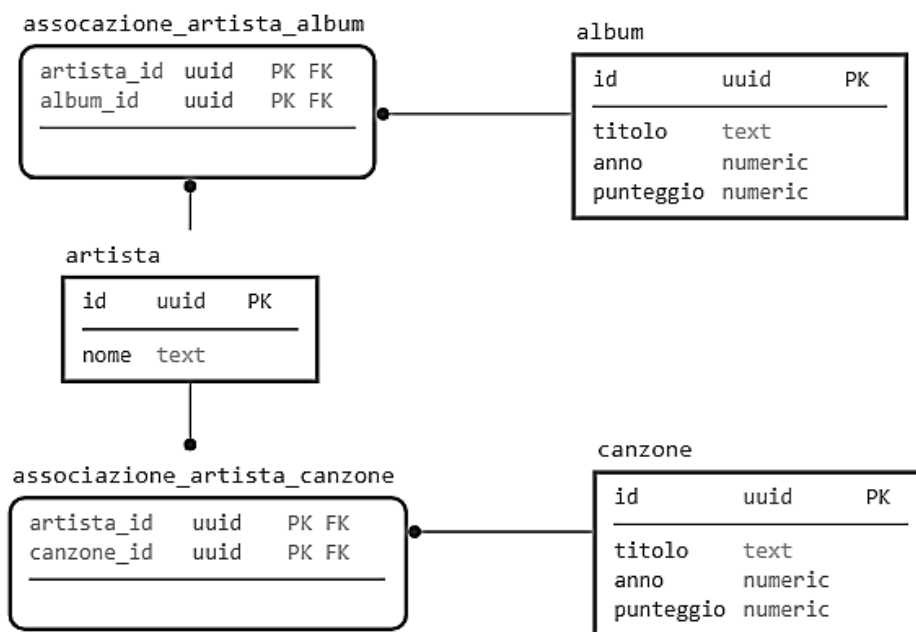 assocazione_artista_album
artista_id uuid PK FK
album_id uuid PK FK
album
id uuid PK
titolo text
anno numeric
punteggio numeric
artista
id uuid PK
nome text
associazione_artista_canzone
artista_id uuid PK FK
canzone_id uuid PK FK
canzone
id uuid PK
titolo text
anno numeric
punteggio numeric